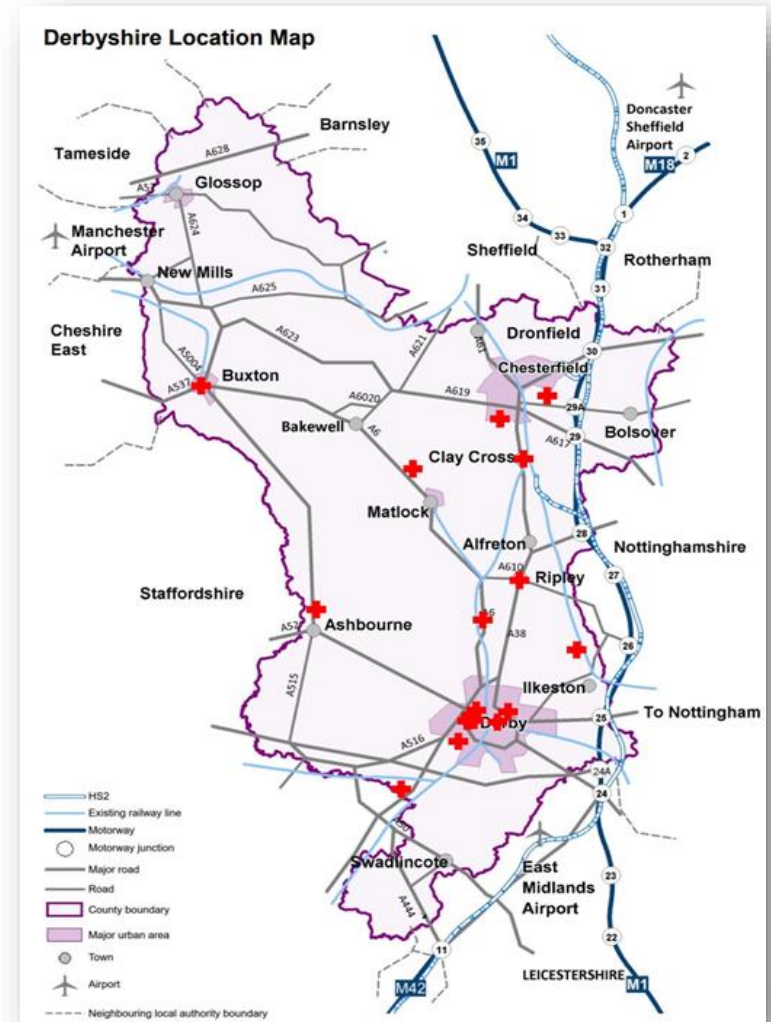 Derbyshire Location Map
Barnsley
Tameside
A628
Glossop
A57
A624
Manchester
Airport
New Mills
A625
Cheshire
East
A5004
A623
A621
A537
Buxton
35
M1
Doncaster
Sheffield
Airport
M18
2
34
33
1
32
Sheffield
Rotherham
31
Dronfield
A61
30
Chesterfield
A6020
A619
29A
Bolsover
Bakewell
A6
29
A617
Clay Cross
Matlock
28
Alfreton
Nottinghamshire
A610
27
Ripley
Staffordshire
A6
A52
Ashbourne
A38
26
A515
Ilkeston
To Nottingham
25
Derby
A516
24A
24
A50
Swadlincote
East
Midlands
Airport
23
A444
22
11
LEICESTERSHIRE
M42
M1
HS2
Existing railway line
Motorway
Motorway junction
Major road
Road
County boundary
Major urban area
Town
Airport
Neighbouring local authority boundary